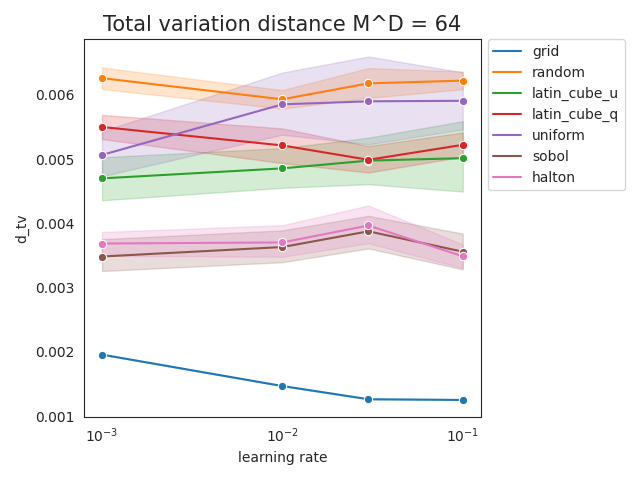 Total variation distance M^D = 64
d_tv
0.006
0.005
0.004
0.003
0.002
0.001
10⁻³
10⁻²
10⁻¹
learning rate
grid
random
latin_cube_u
latin_cube_q
uniform
sobol
halton